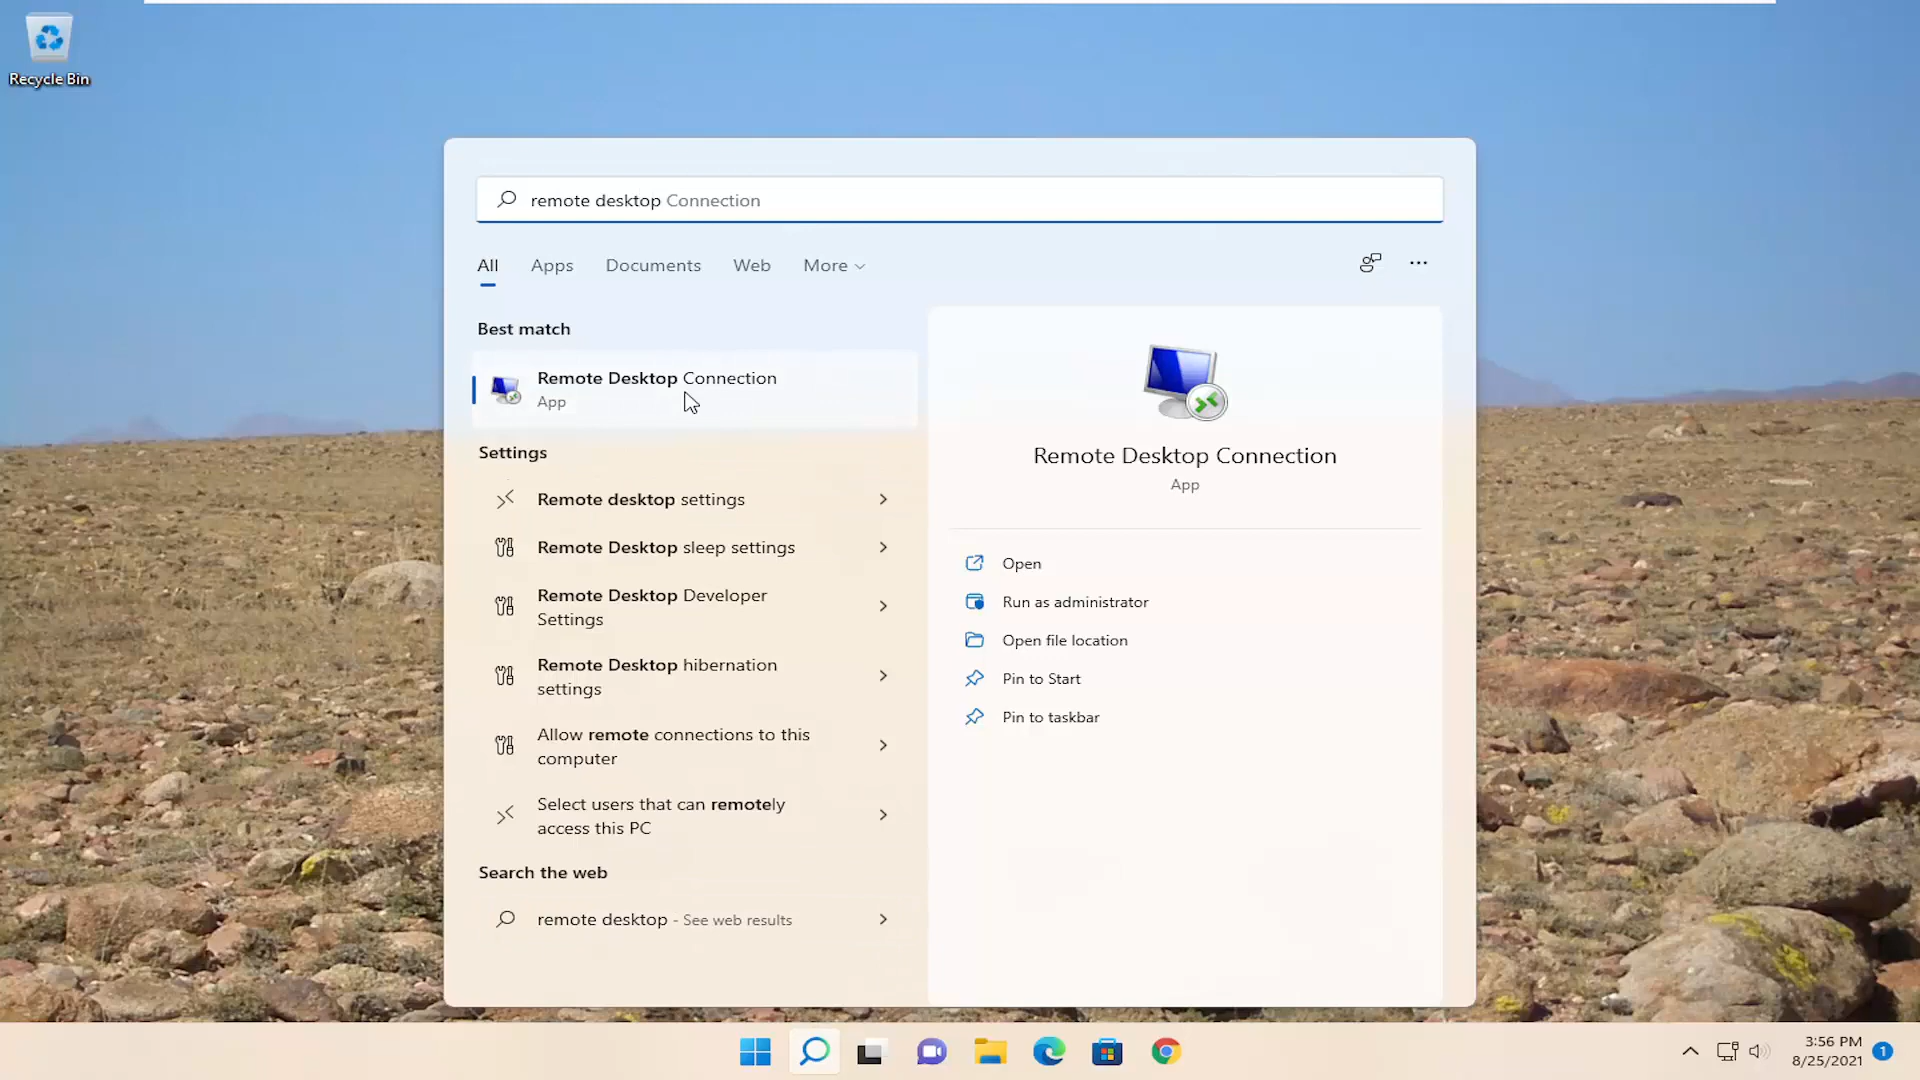 Recycle Bin
remote desktop Connection
All Apps Documents Web More
Best match
Remote Desktop Connection
App
Settings
Remote desktop settings
Remote Desktop sleep settings
Remote Desktop Developer
Settings
Remote Desktop hibernation
settings
Allow remote connections to this
computer
Select users that can remotely
access this PC
Search the web
remote desktop - See web results
Remote Desktop Connection
App
Open
Run as administrator
Open file location
Pin to Start
Pin to taskbar
3:56 PM
8/25/2021
1